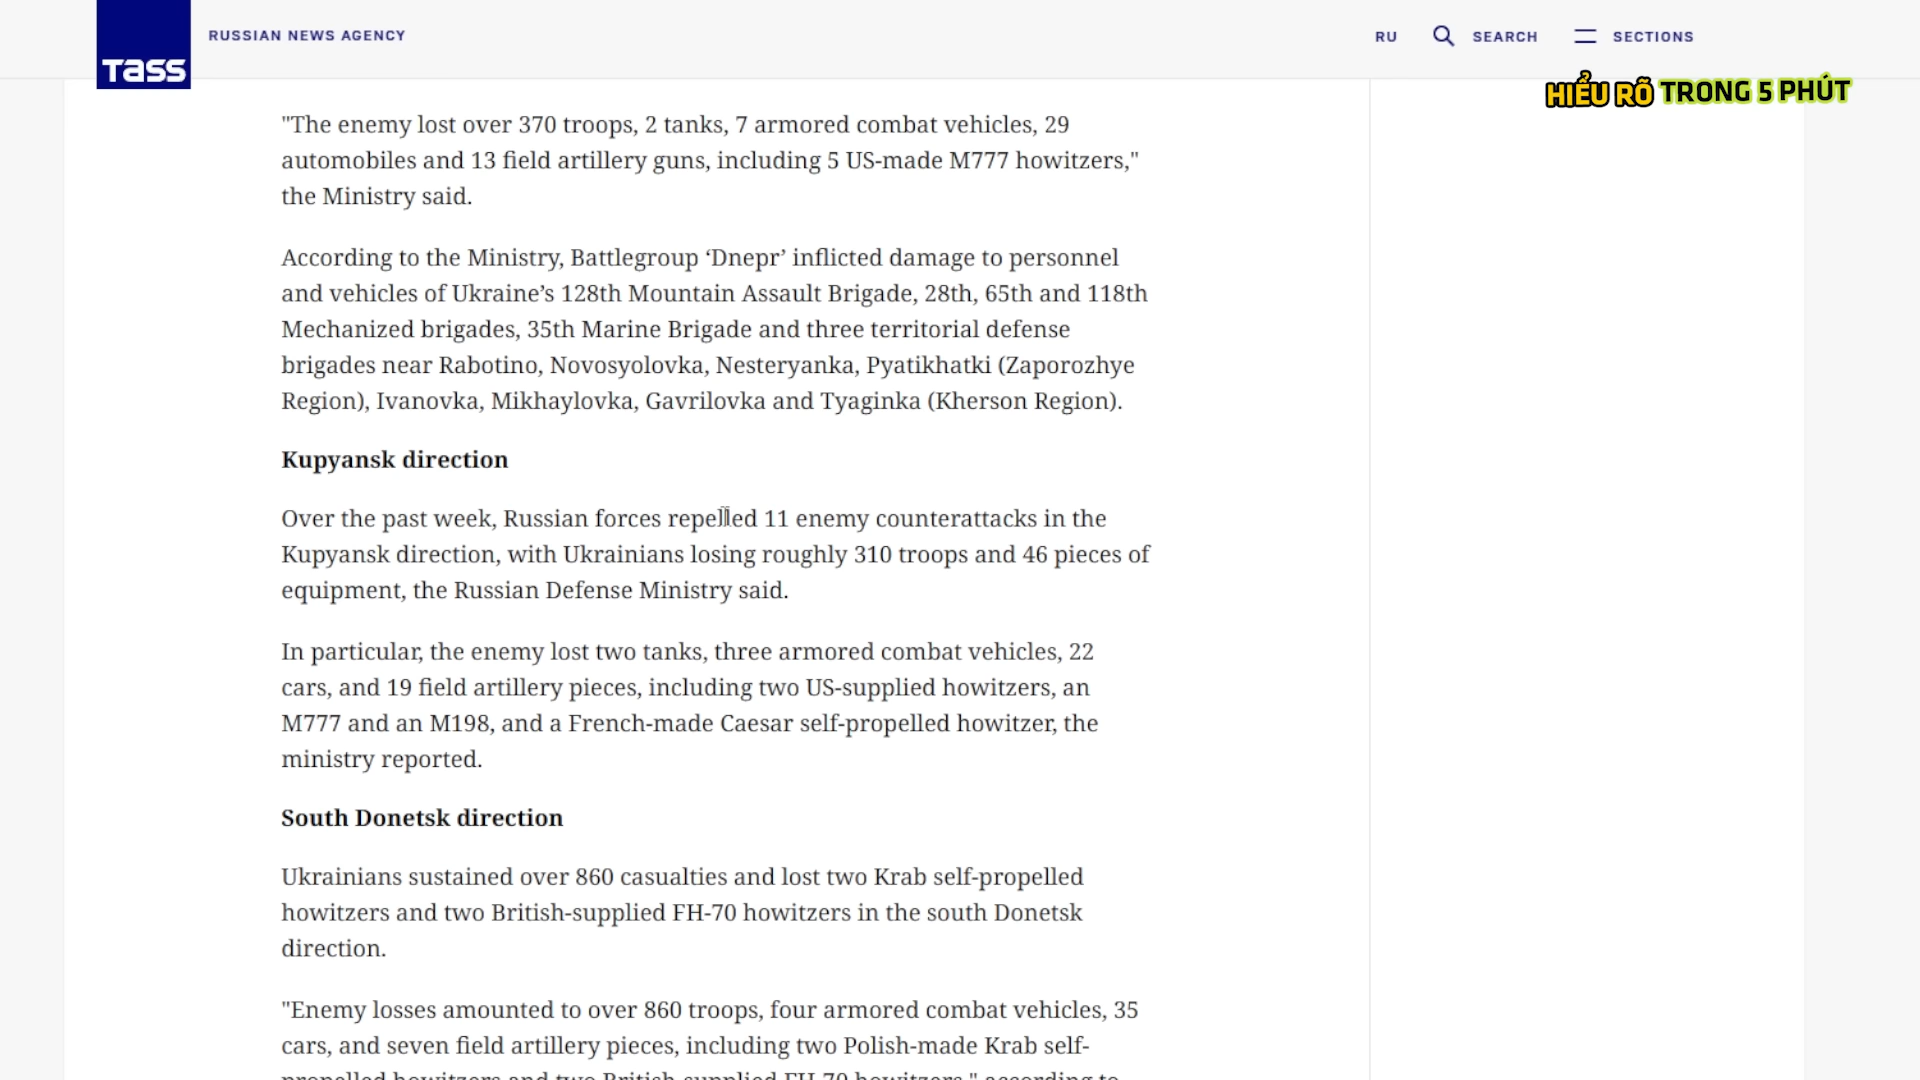 Tass
RUSSIAN NEWS AGENCY
RU
SEARCH
SECTIONS
HIỂU RÕ TRONG 5 PHÚT
"The enemy lost over 370 troops, 2 tanks, 7 armored combat vehicles, 29
automobiles and 13 field artillery guns, including 5 US-made M777 howitzers,"
the Ministry said.
According to the Ministry, Battlegroup ‘Dnepr’ inflicted damage to personnel
and vehicles of Ukraine’s 128th Mountain Assault Brigade, 28th, 65th and 118th
Mechanized brigades, 35th Marine Brigade and three territorial defense
brigades near Rabotino, Novosyolovka, Nesteryanka, Pyatikhatki (Zaporozhye
Region), Ivanovka, Mikhaylovka, Gavrilovka and Tyaginka (Kherson Region).
Kupyansk direction
Over the past week, Russian forces repelled 11 enemy counterattacks in the
Kupyansk direction, with Ukrainians losing roughly 310 troops and 46 pieces of
equipment, the Russian Defense Ministry said.
In particular, the enemy lost two tanks, three armored combat vehicles, 22
cars, and 19 field artillery pieces, including two US-supplied howitzers, an
M777 and an M198, and a French-made Caesar self-propelled howitzer, the
ministry reported.
South Donetsk direction
Ukrainians sustained over 860 casualties and lost two Krab self-propelled
howitzers and two British-supplied FH-70 howitzers in the south Donetsk
direction.
"Enemy losses amounted to over 860 troops, four armored combat vehicles, 35
cars, and seven field artillery pieces, including two Polish-made Krab self-
propelled howitzers and two British-supplied FH-70 howitzers," according to